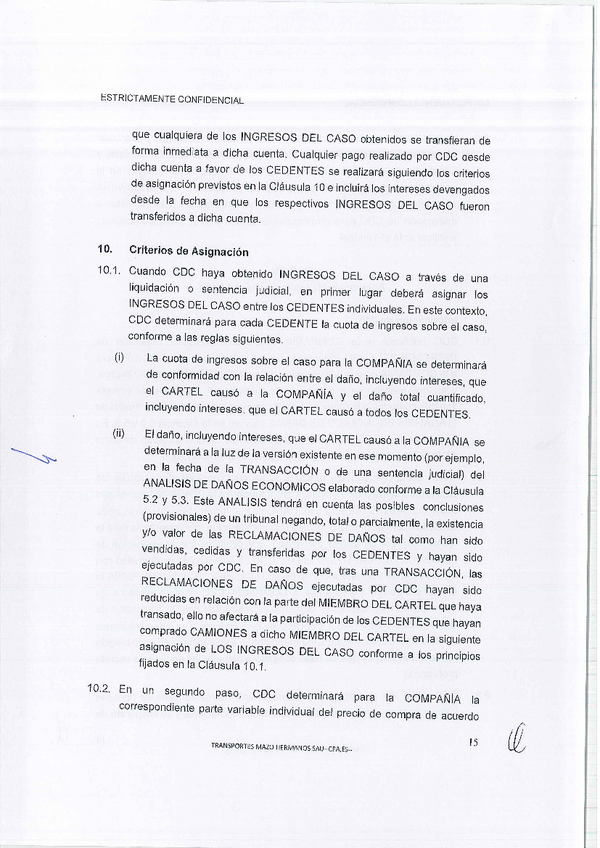 ESTRICTAMENTE CONFIDENCIAL
que cualquiera de los INGRESOS DEL CASO obtenidos se transfieran de
forma inmediata a dicha cuenta. Cualquier pago realizado por CDC desde
dicha cuenta a favor de los CEDENTES se realizará siguiendo los criterios
de asignación previstos en la Cláusula 10 e incluirá los intereses devengados
desde la fecha en que los respectivos INGRESOS DEL CASO fueron
transferidos a dicha cuenta.
10. Criterios de Asignación
10.1. Cuando CDC haya obtenido INGRESOS DEL CASO a través de una
liquidación o sentencia judicial, en primer lugar deberá asignar los
INGRESOS DEL CASO entre los CEDENTES individuales. En este contexto,
CDC determinará para cada CEDENTE la cuota de ingresos sobre el caso,
conforme a las reglas siguientes.
(i) La cuota de ingresos sobre el caso para la COMPAÑIA se determinará
de conformidad con la relación entre el daño, incluyendo intereses, que
el CARTEL causó a la COMPAÑÍA y el daño total cuantificado,
incluyendo intereses. que el CARTEL causó a todos los CEDENTES.
(ii) El daño, incluyendo intereses, que el CARTEL causó a la COMPAÑIA se
determinará a la luz de la versión existente en ese momento (por ejemplo,
en la fecha de la TRANSACCIÓN o de una sentencia judicial) del
ANALISIS DE DAÑOS ECONOMICOS elaborado conforme a la Cláusula
5.2 y 5.3. Este ANALISIS tendrá en cuenta las posibles conclusiones
(provisionales) de un tribunal negando, total o parcialmente, la existencia
y/o valor de las RECLAMACIONES DE DAÑOS tal como han sido
vendidas, cedidas y transferidas por los CEDENTES y hayan sido
ejecutadas por CDC. En caso de que, tras una TRANSACCIÓN, las
RECLAMACIONES DE DAÑOS ejecutadas por CDC hayan sido
reducidas en relación con la parte del MIEMBRO DEL CARTEL que haya
transado, ello no afectará a la participación de los CEDENTES que hayan
comprado CAMIONES a dicho MIEMBRO DEL CARTEL en la siguiente
asignación de LOS INGRESOS DEL CASO conforme a los principios
fijados en la Cláusula 10.1.
10.2. En un segundo paso, CDC determinará para la COMPAÑÍA la
correspondiente parte variable individual del precio de compra de acuerdo
TRANSPORTES MAZO HERMANOS SAU--CPA.Es--
15